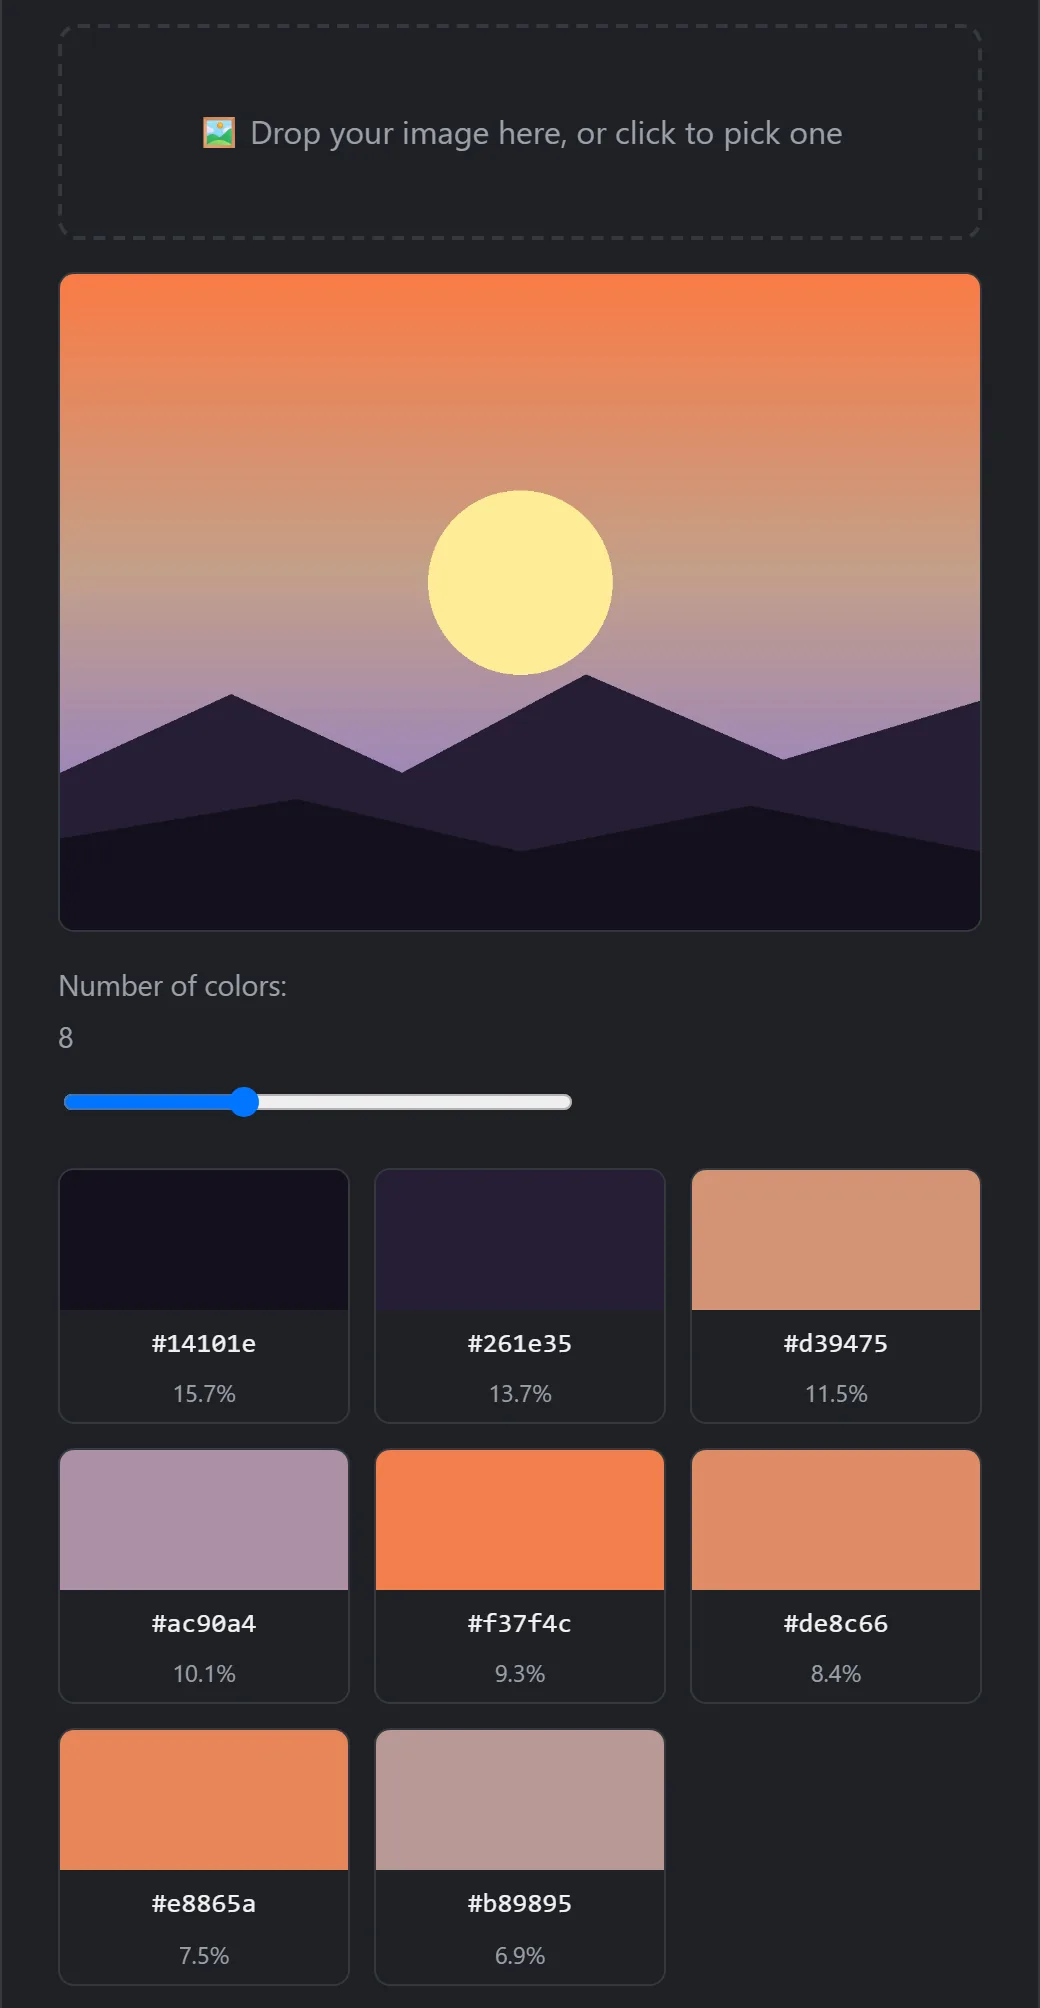 Drop your image here, or click to pick one
Number of colors:
8
#14101e
15.7%
#261e35
13.7%
#d39475
11.5%
#ac90a4
10.1%
#f37f4c
9.3%
#de8c66
8.4%
#e8865a
7.5%
#b89895
6.9%